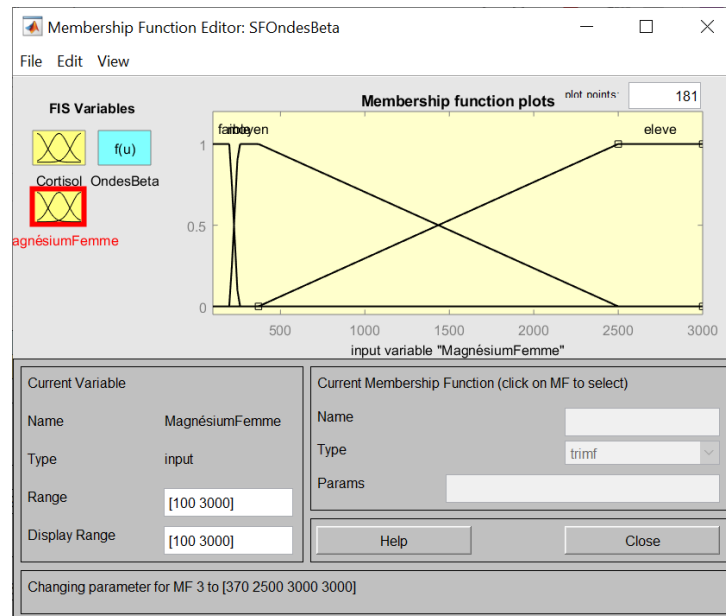 Membership Function Editor: SFOndesBeta
File Edit View
FIS Variables
f(u)
Cortisol OndesBeta
agnésiumFemme
Membership function plots
plot points:
181
moyen
eleve
1
0.5
0
500 1000 1500 2000 2500 3000
input variable "MagnésiumFemme"
Current Variable
Name MagnésiumFemme
Type input
Range [100 3000]
Display Range [100 3000]
Current Membership Function (click on MF to select)
Name
Type trimf
Params
Help Close
Changing parameter for MF 3 to [370 2500 3000 3000]